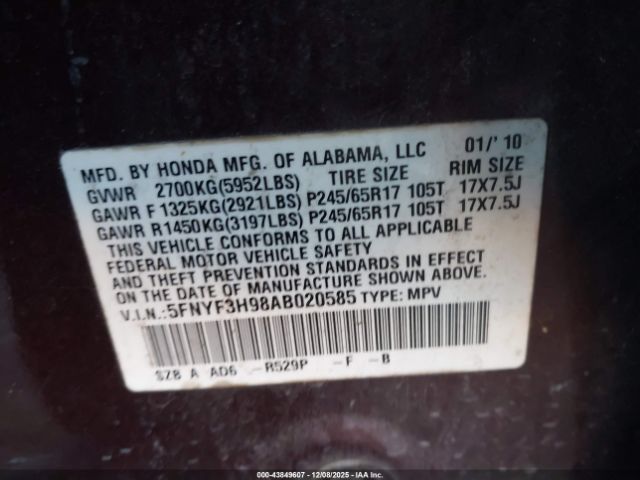 MFD. BY HONDA MFG. OF ALABAMA, LLC 01/'10
GVWR 2700KG(5952LBS) TIRE SIZE RIM SIZE
GAWR F 1325KG(2921LBS) P245/65R17 105T 17X7.5J
GAWR R1450KG(3197LBS) P245/65R17 105T 17X7.5J
THIS VEHICLE CONFORMS TO ALL APPLICABLE
FEDERAL MOTOR VEHICLE SAFETY
AND THEFT PREVENTION STANDARDS IN EFFECT
ON THE DATE OF MANUFACTURE SHOWN ABOVE.
V.I.N.:5FNYF3H98AB020585 TYPE: MPV
SZB A AD6 -R529P -F -B
000-43849607 - 12/08/2025 - IAA Inc.